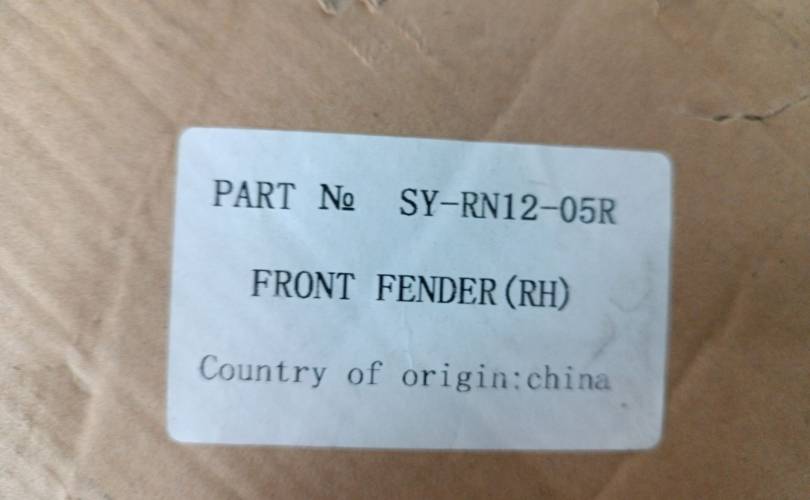 PART № SY-RN12-05R
FRONT FENDER(RH)
Country of origin:china